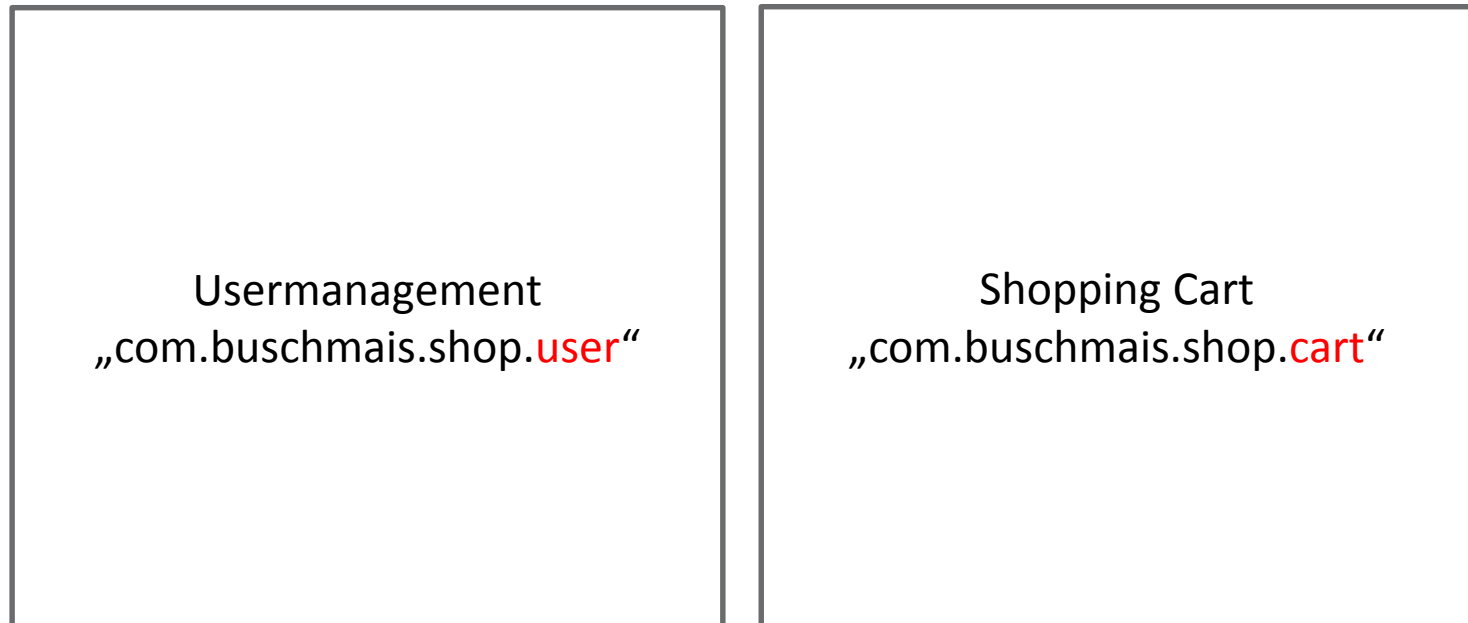 Usermanagement
„com.buschmais.shop.user“
Shopping Cart
„com.buschmais.shop.cart“